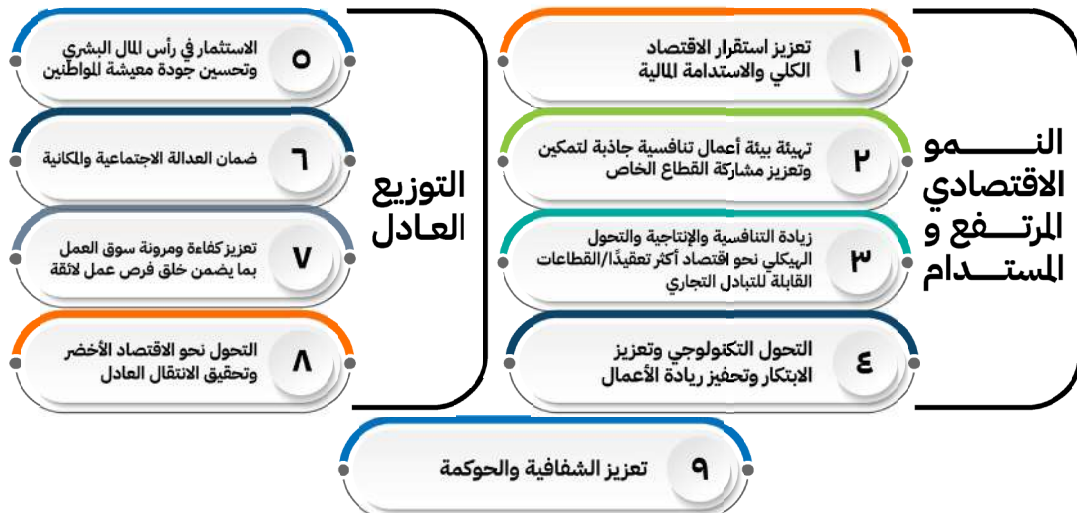 النـــــــمو
الاقتصادي
المرتـــفع و
المستـــدام
١
تعزيز استقرار الاقتصاد
الكلي والاستدامة المالية
٢
تهيئة بيئة أعمال تنافسية جاذبة لتمكين
وتعزيز مشاركة القطاع الخاص
٣
زيادة التنافسية والإنتاجية والتحول
الهيكلي نحو اقتصاد أكثر تعقيدًا/القطاعات
القابلة للتبادل التجاري
٤
التحول التكنولوجي وتعزيز
الابتكار وتحفيز ريادة الأعمال
التوزيع
العـادل
٥
الاستثمار في رأس المال البشري
وتحسين جودة معيشة المواطنين
٦
ضمان العدالة الاجتماعية والمكانية
٧
تعزيز كفاءة ومرونة سوق العمل
بما يضمن خلق فرص عمل لائقة
٨
التحول نحو الاقتصاد الأخضر
وتحقيق الانتقال العادل
٩
تعزيز الشفافية والحوكمة